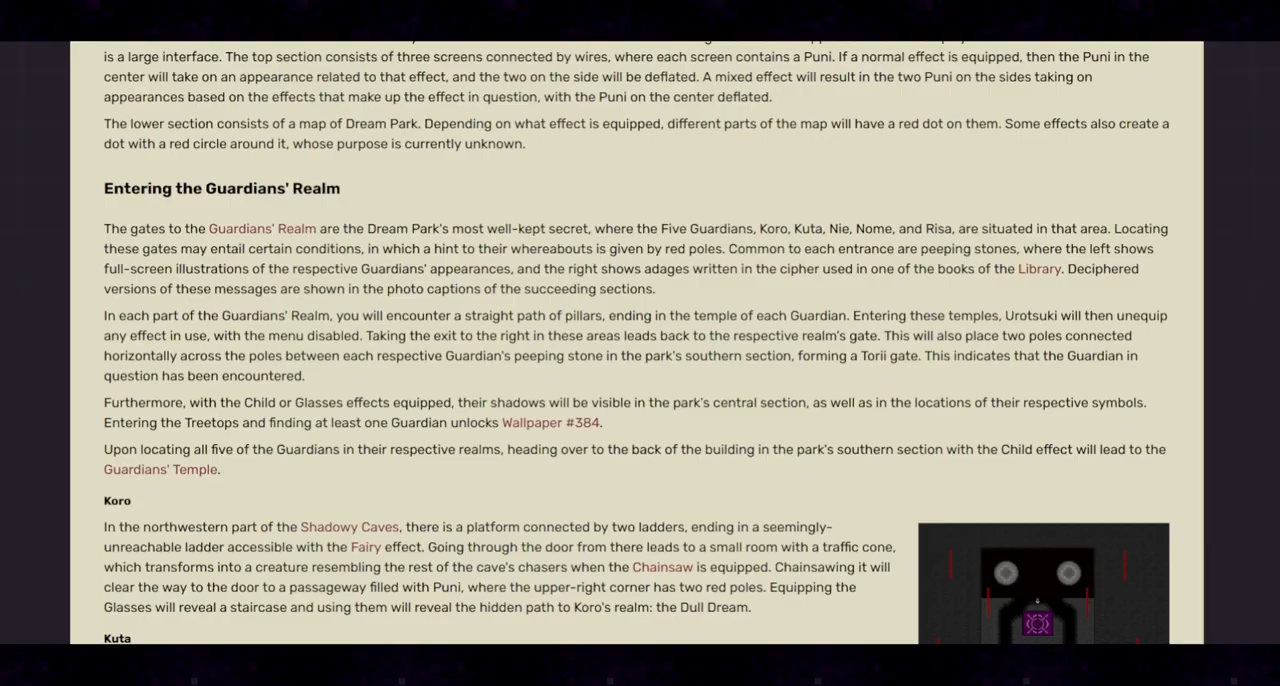 is a large interface. The top section consists of three screens connected by wires, where each screen contains a Puni. If a normal effect is equipped, then the Puni in the
center will take on an appearance related to that effect, and the two on the side will be deflated. A mixed effect will result in the two Puni on the sides taking on
appearances based on the effects that make up the effect in question, with the Puni on the center deflated.
The lower section consists of a map of Dream Park. Depending on what effect is equipped, different parts of the map will have a red dot on them. Some effects also create a
dot with a red circle around it, whose purpose is currently unknown.
Entering the Guardians' Realm
The gates to the Guardians' Realm are the Dream Park's most well-kept secret, where the Five Guardians, Koro, Kuta, Nie, Nome, and Risa, are situated in that area. Locating
these gates may entail certain conditions, in which a hint to their whereabouts is given by red poles. Common to each entrance are peeping stones, where the left shows
full-screen illustrations of the respective Guardians' appearances, and the right shows adages written in the cipher used in one of the books of the Library. Deciphered
versions of these messages are shown in the photo captions of the succeeding sections.
In each part of the Guardians' Realm, you will encounter a straight path of pillars, ending in the temple of each Guardian. Entering these temples, Urotsuki will then unequip
any effect in use, with the menu disabled. Taking the exit to the right in these areas leads back to the respective realm's gate. This will also place two poles connected
horizontally across the poles between each respective Guardian's peeping stone in the park's southern section, forming a Torii gate. This indicates that the Guardian in
question has been encountered.
Furthermore, with the Child or Glasses effects equipped, their shadows will be visible in the park's central section, as well as in the locations of their respective symbols.
Entering the Treetops and finding at least one Guardian unlocks Wallpaper #384.
Upon locating all five of the Guardians in their respective realms, heading over to the back of the building in the park's southern section with the Child effect will lead to the
Guardians' Temple.
Koro
In the northwestern part of the Shadowy Caves, there is a platform connected by two ladders, ending in a seemingly-
unreachable ladder accessible with the Fairy effect. Going through the door from there leads to a small room with a traffic cone,
which transforms into a creature resembling the rest of the cave's chasers when the Chainsaw is equipped. Chainsawing it will
clear the way to the door to a passageway filled with Puni, where the upper-right corner has two red poles. Equipping the
Glasses will reveal a staircase and using them will reveal the hidden path to Koro's realm: the Dull Dream.
Kuta